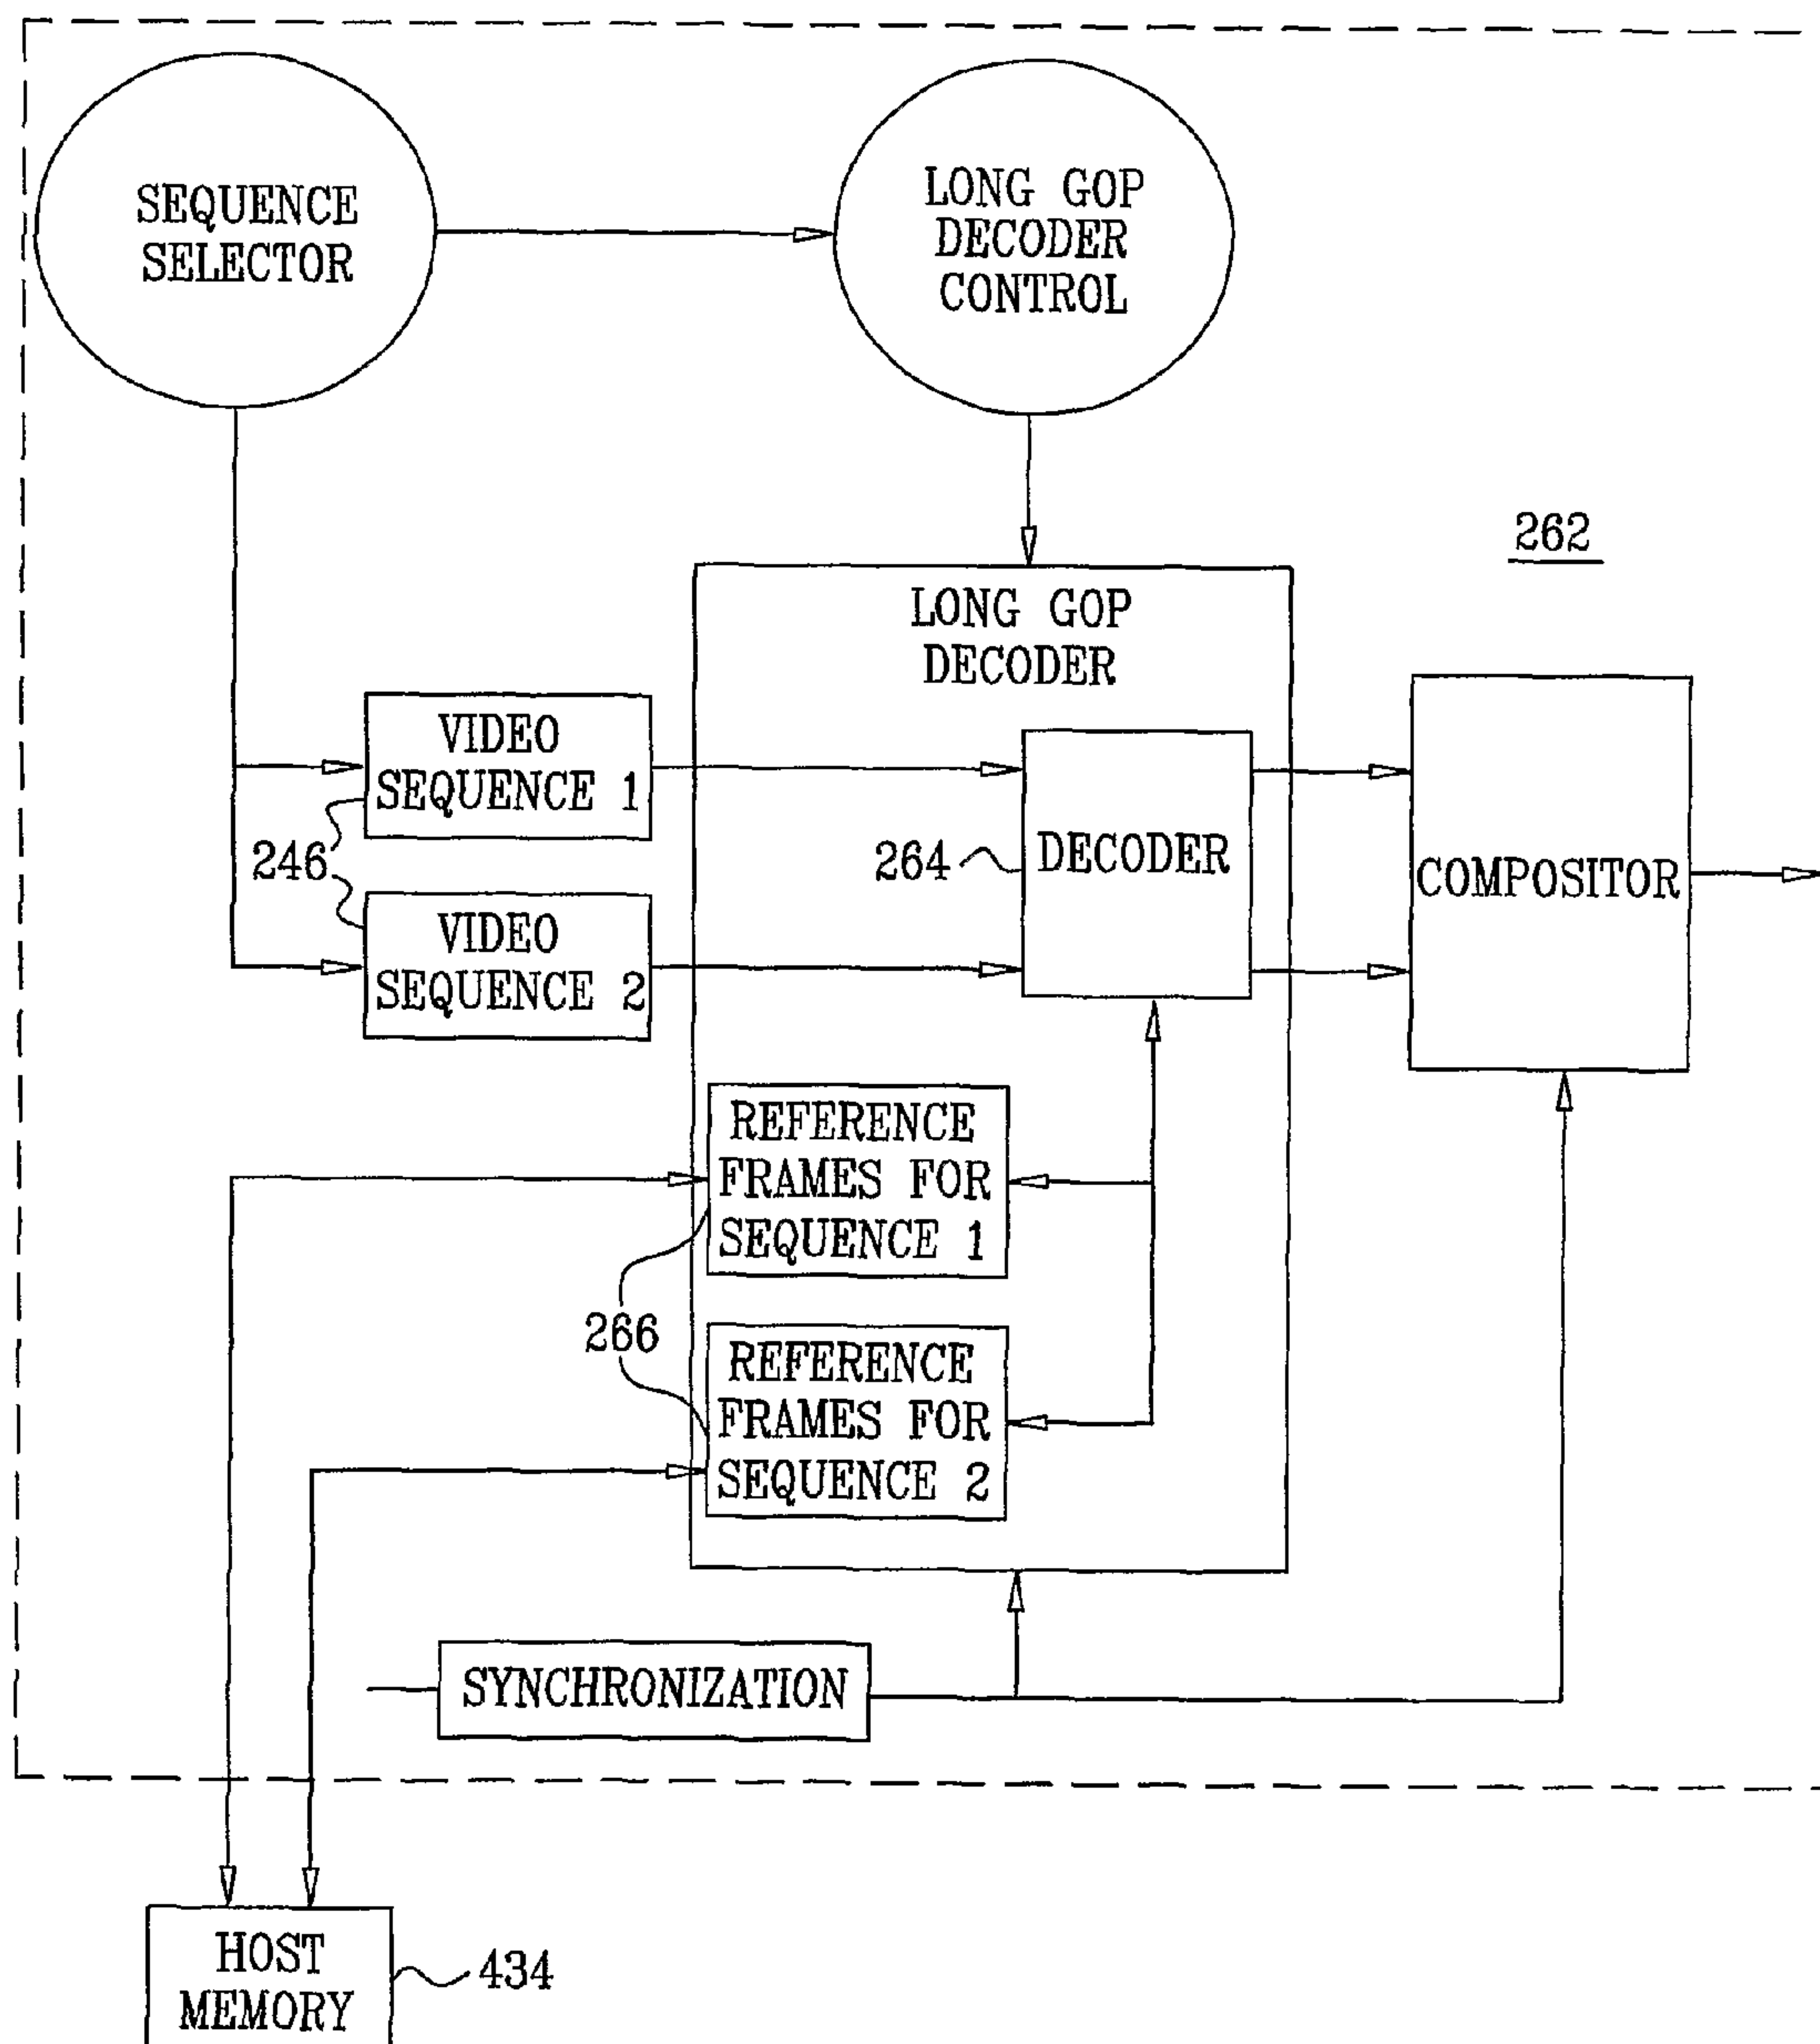 SEQUENCE
SELECTOR
LONG GOP
DECODER
CONTROL
262
LONG GOP
DECODER
VIDEO
SEQUENCE 1
246
VIDEO
SEQUENCE 2
264
DECODER
COMPOSITOR
REFERENCE
FRAMES FOR
SEQUENCE 1
266
REFERENCE
FRAMES FOR
SEQUENCE 2
SYNCHRONIZATION
HOST
MEMORY
434